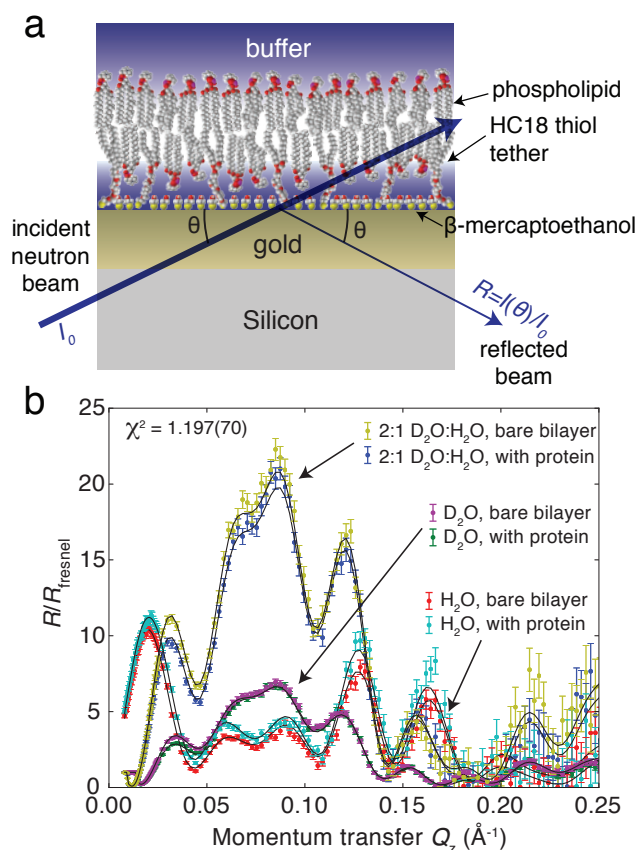 a
buffer
phospholipid
HC18 thiol
tether
β-mercaptoethanol
incident
neutron
beam
θ
θ
gold
Silicon
I₀
R=I(θ)/I₀
reflected
beam
b
χ² = 1.197(70)
2:1 D₂O:H₂O, bare bilayer
2:1 D₂O:H₂O, with protein
D₂O, bare bilayer
D₂O, with protein
H₂O, bare bilayer
H₂O, with protein
R/R_fresnel
25
20
15
10
5
0
0.00
0.05
0.10
0.15
0.20
0.25
Momentum transfer Q_z (Å⁻¹)